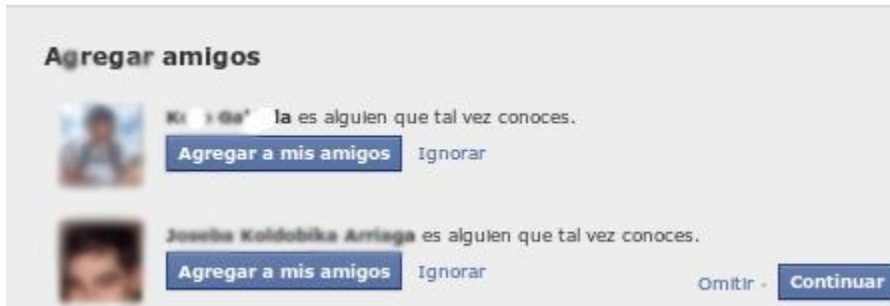 Agregar amigos
la es alguien que tal vez conoces.
Agregar a mis amigos Ignorar
es alguien que tal vez conoces.
Agregar a mis amigos Ignorar
Omitir - Continuar